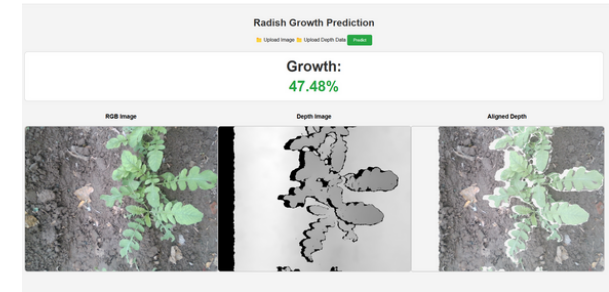 Radish Growth Prediction
Upload Image Upload Depth Data Predict
Growth:
47.48%
RGB Image Depth Image Aligned Depth